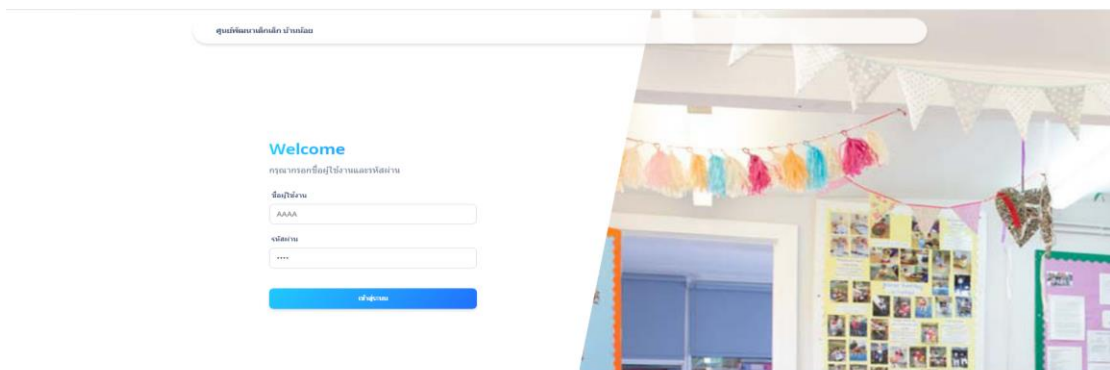 ศูนย์พัฒนาเด็กเล็ก บ้านน้อย
Welcome
กรุณากรอกชื่อผู้ใช้งานและรหัสผ่าน
ชื่อผู้ใช้งาน
AAAA
รหัสผ่าน
••••
เข้าสู่ระบบ